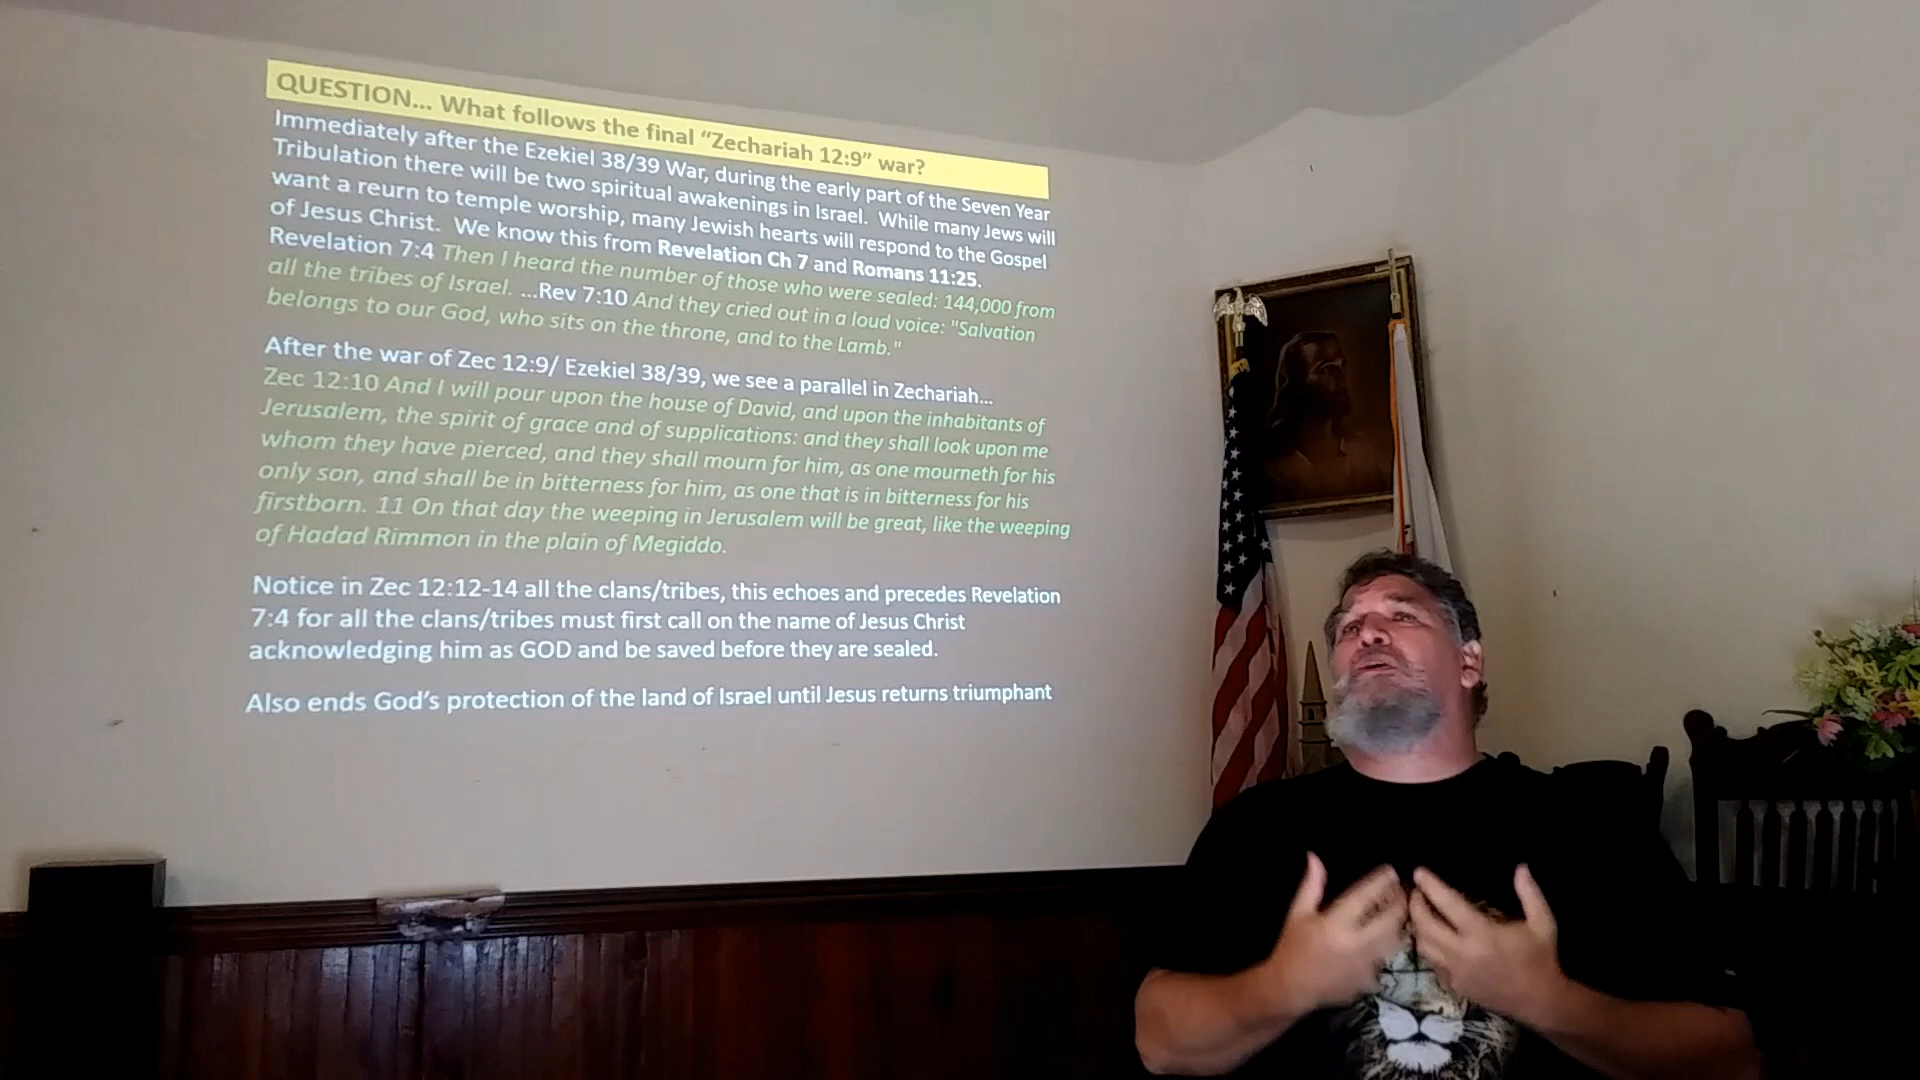 QUESTION... What follows the final “Zechariah 12:9” war?
Immediately after the Ezekiel 38/39 War, during the early part of the Seven Year
Tribulation there will be two spiritual awakenings in Israel.  While many Jews will
want a reurn to temple worship, many Jewish hearts will respond to the Gospel
of Jesus Christ.  We know this from Revelation Ch 7 and Romans 11:25.
Revelation 7:4 Then I heard the number of those who were sealed: 144,000 from
all the tribes of Israel. ...Rev 7:10 And they cried out in a loud voice: "Salvation
belongs to our God, who sits on the throne, and to the Lamb."
After the war of Zec 12:9/ Ezekiel 38/39, we see a parallel in Zechariah...
Zec 12:10 And I will pour upon the house of David, and upon the inhabitants of
Jerusalem, the spirit of grace and of supplications: and they shall look upon me
whom they have pierced, and they shall mourn for him, as one mourneth for his
only son, and shall be in bitterness for him, as one that is in bitterness for his
firstborn. 11 On that day the weeping in Jerusalem will be great, like the weeping
of Hadad Rimmon in the plain of Megiddo.
Notice in Zec 12:12-14 all the clans/tribes, this echoes and precedes Revelation
7:4 for all the clans/tribes must first call on the name of Jesus Christ
acknowledging him as GOD and be saved before they are sealed.
Also ends God’s protection of the land of Israel until Jesus returns triumphant